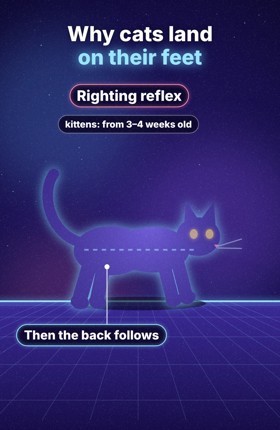 Why cats land
on their feet
Righting reflex
kittens: from 3–4 weeks old
Then the back follows